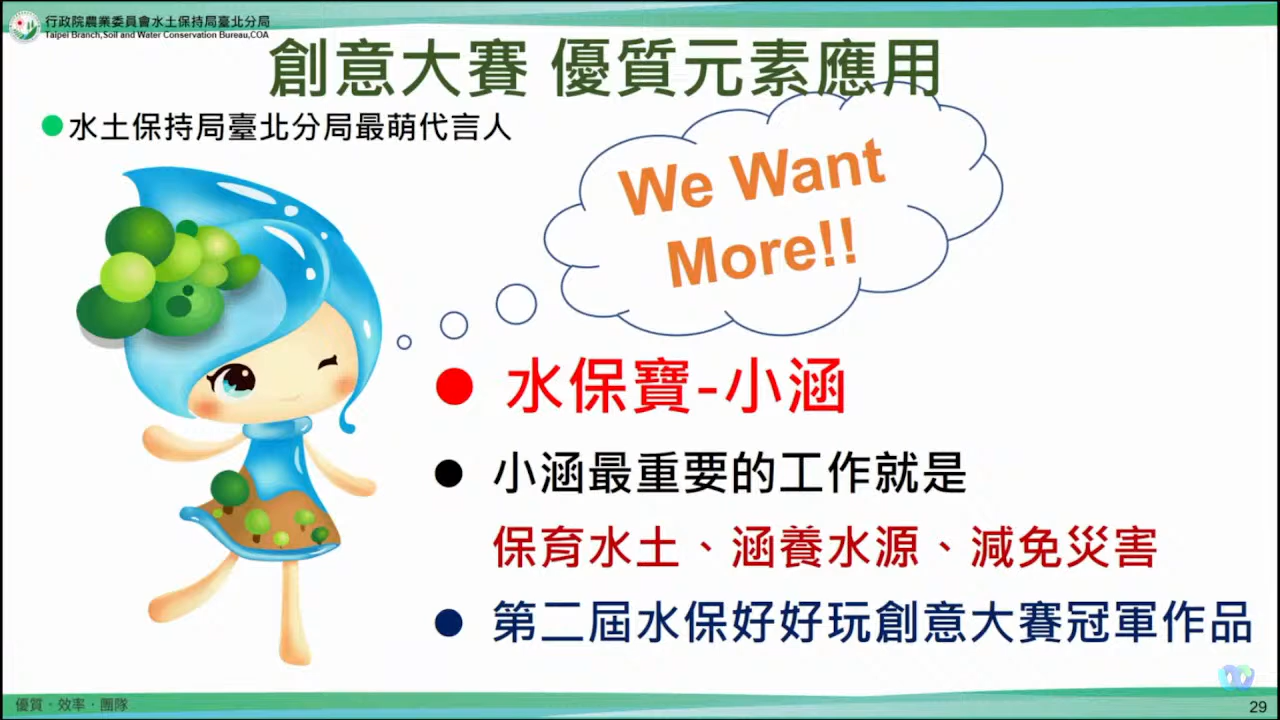 行政院農業委員會水土保持局臺北分局
Taipei Branch,Soil and Water Conservation Bureau,COA
創意大賽 優質元素應用
水土保持局臺北分局最萌代言人
We Want
More!!
水保寶-小涵
小涵最重要的工作就是
保育水土、涵養水源、減免災害
第二屆水保好好玩創意大賽冠軍作品
優質・效率・團隊
29